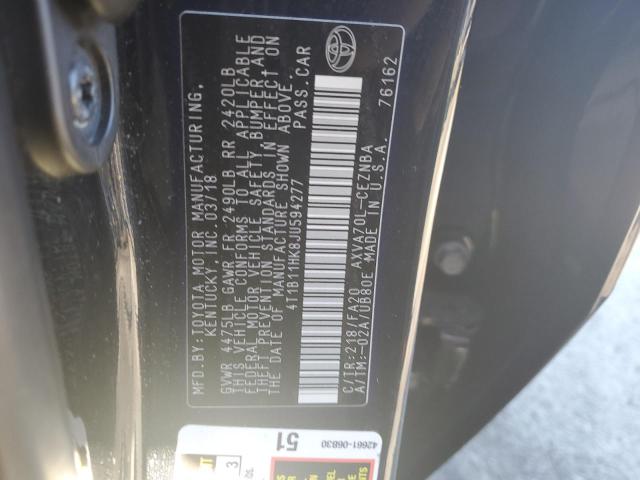 MFD.BY:TOYOTA MOTOR MANUFACTURING,
KENTUCKY, INC. 03/18
GVWR 4475LB GAWR FR 2490LB RR 2420LB
THIS VEHICLE CONFORMS TO ALL APPLICABLE
FEDERAL MOTOR VEHICLE SAFETY, BUMPER, AND
THEFT PREVENTION STANDARDS IN EFFECT ON
THE DATE OF MANUFACTURE SHOWN ABOVE.
4T1B11HK8JU594277 PASS.CAR
C/TR:218/FA20 AXVA70L-CEZNBA
A/TM:-02A/UB80E MADE IN U.S.A.
76162
42661-06830
51
3